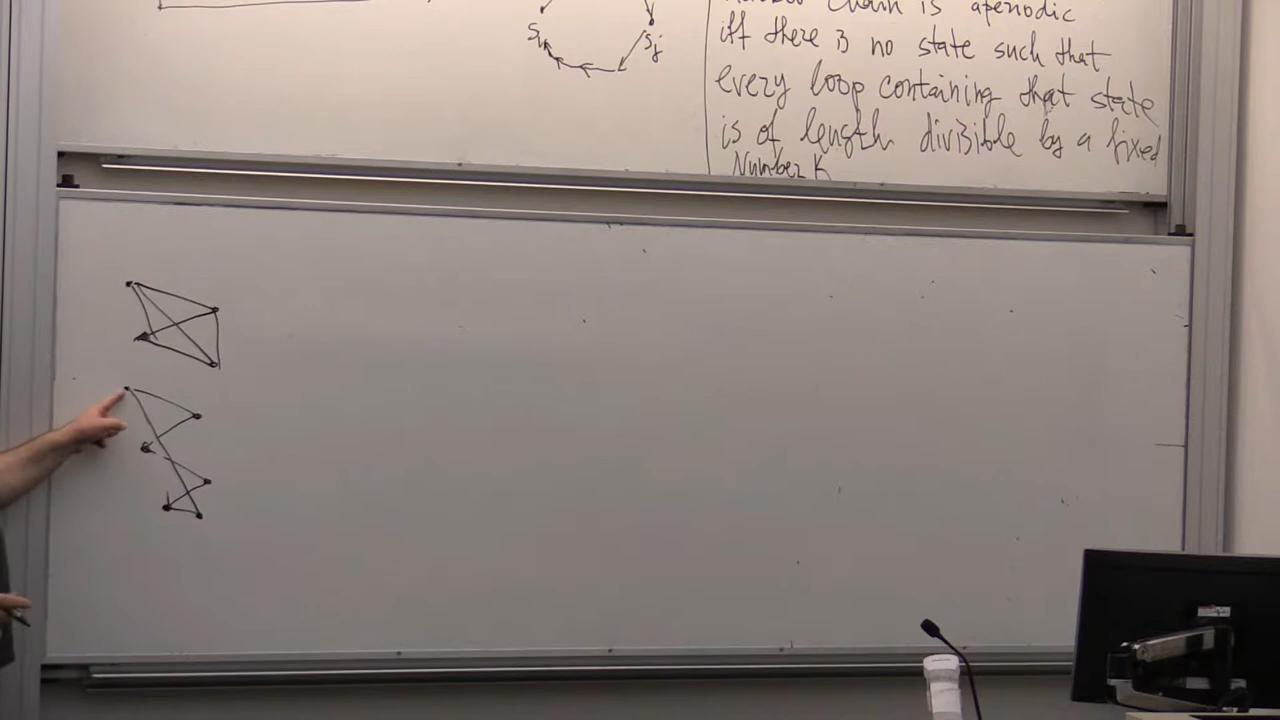 Chain is aperiodic
iff there is no state such that
every loop containing that state
is of length divisible by a fixed
Number K
Si
Sj